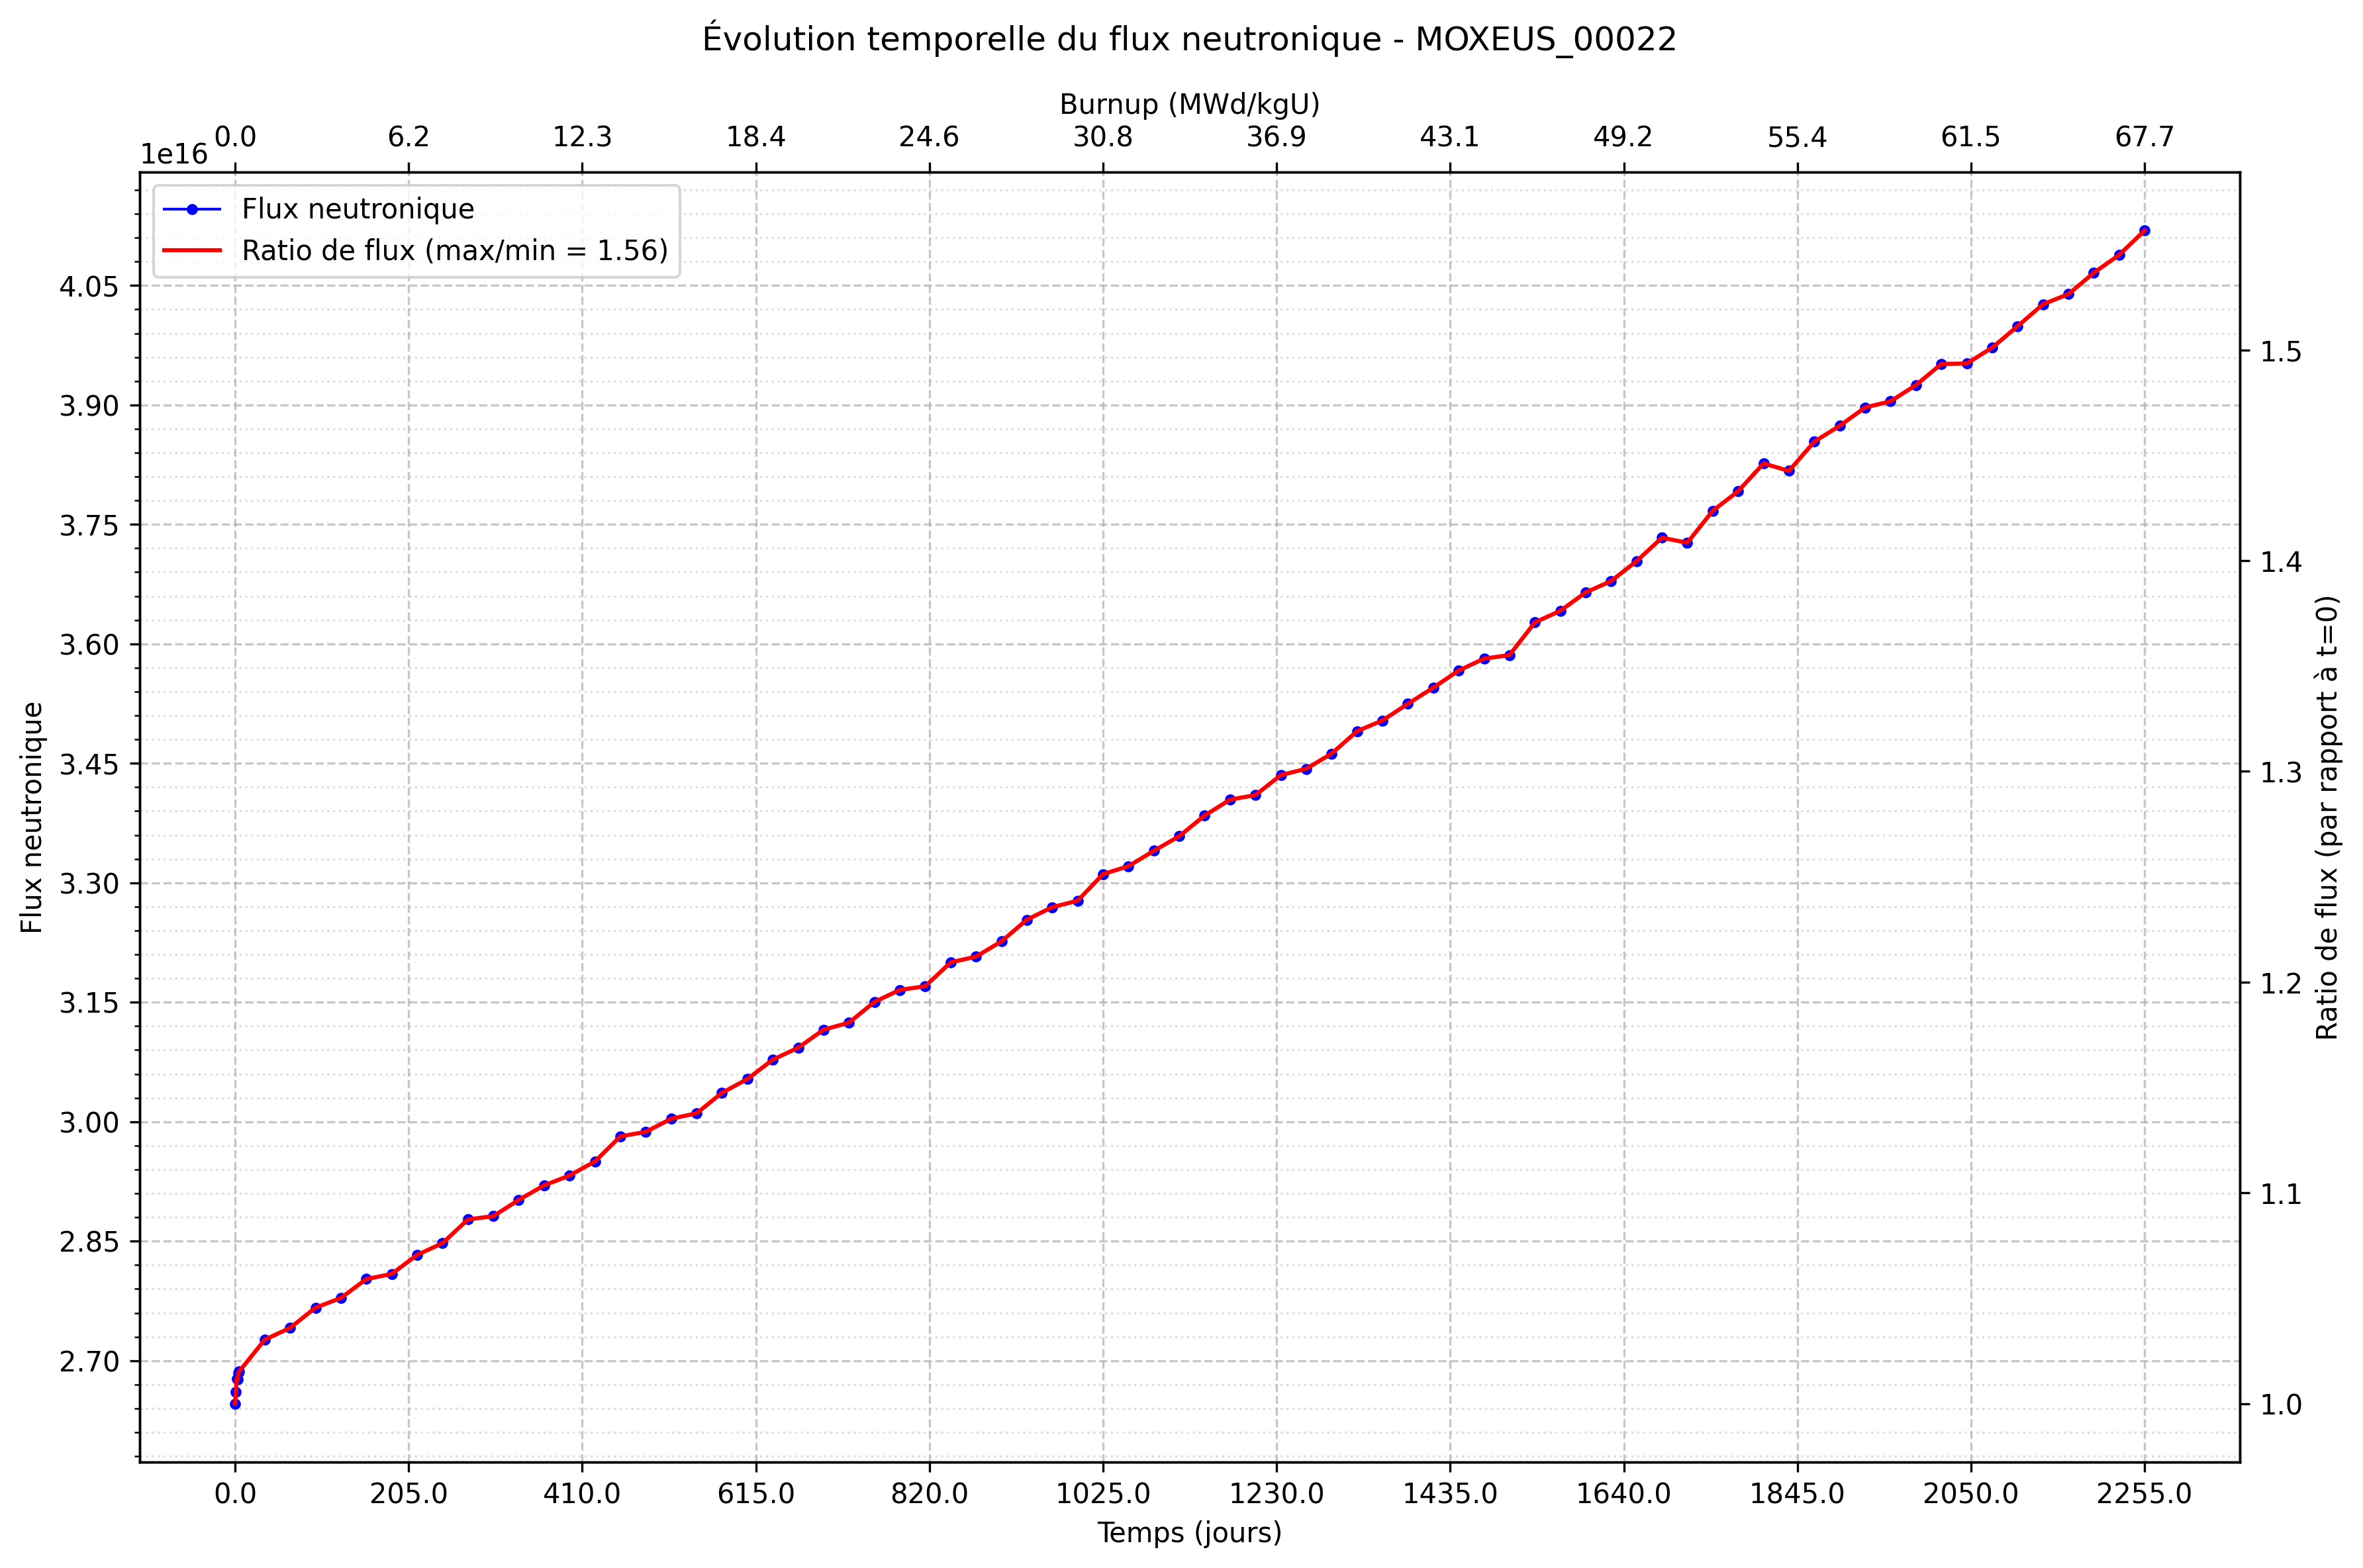 Évolution temporelle du flux neutronique - MOXEUS_00022
Burnup (MWd/kgU)
0.0 6.2 12.3 18.4 24.6 30.8 36.9 43.1 49.2 55.4 61.5 67.7
1e16
Flux neutronique
Ratio de flux (max/min = 1.56)
4.05
3.90
3.75
3.60
3.45
3.30
3.15
3.00
2.85
2.70
Flux neutronique
1.5
1.4
1.3
1.2
1.1
1.0
Ratio de flux (par rapport à t=0)
0.0 205.0 410.0 615.0 820.0 1025.0 1230.0 1435.0 1640.0 1845.0 2050.0 2255.0
Temps (jours)